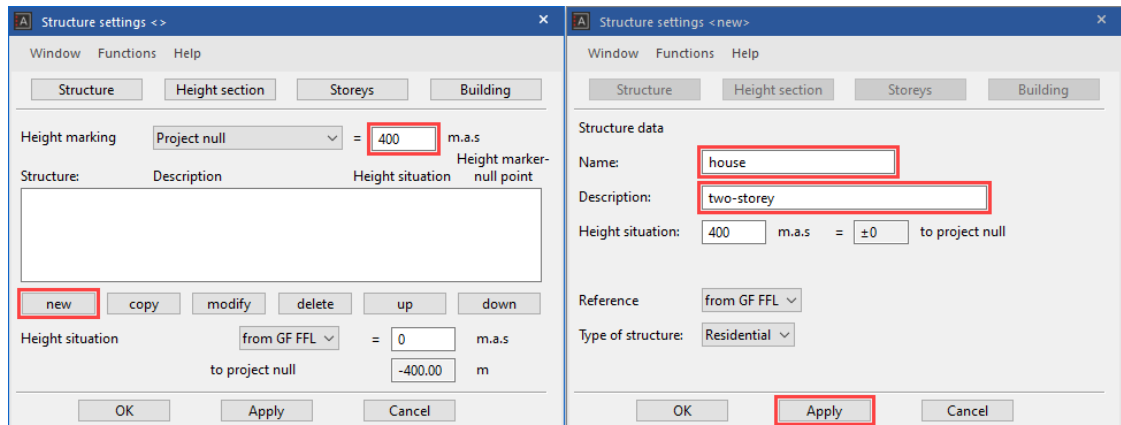 Structure settings <>
Window Functions Help
Structure Height section Storeys Building
Height marking Project null = 400 m.a.s
Structure: Description Height situation Height marker-
null point
new copy modify delete up down
Height situation from GF FFL = 0 m.a.s
to project null -400.00 m
OK Apply Cancel
Structure settings <new>
Window Functions Help
Structure Height section Storeys Building
Structure data
Name: house
Description: two-storey
Height situation: 400 m.a.s = ±0 to project null
Reference from GF FFL
Type of structure: Residential
OK Apply Cancel